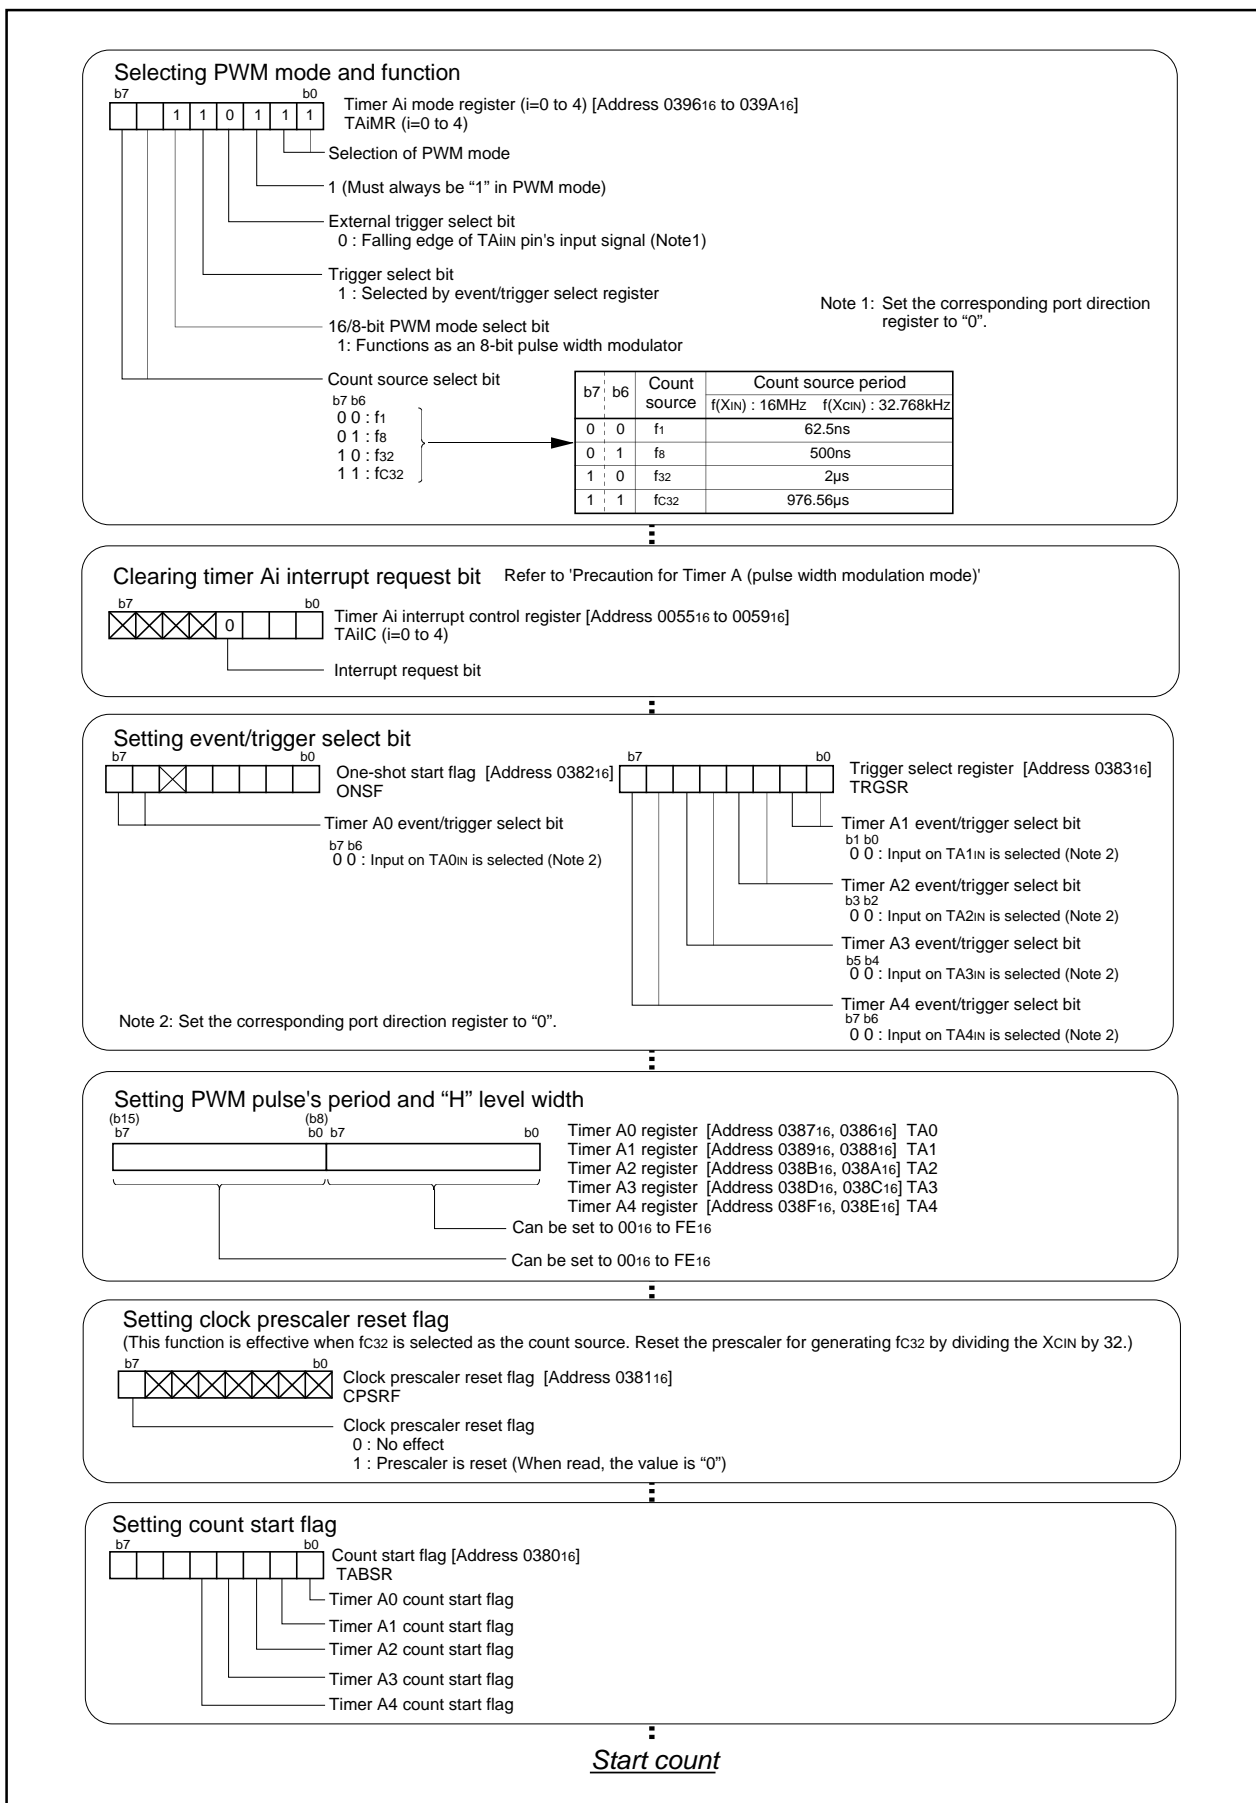 Selecting PWM mode and function
b7 b0
1 1 0 1 1 1
Timer Ai mode register (i=0 to 4) [Address 039616 to 039A16]
TAiMR (i=0 to 4)
Selection of PWM mode
1 (Must always be “1” in PWM mode)
External trigger select bit
0 : Falling edge of TAiIN pin's input signal (Note1)
Trigger select bit
1 : Selected by event/trigger select register
Note 1: Set the corresponding port direction
register to “0”.
16/8-bit PWM mode select bit
1: Functions as an 8-bit pulse width modulator
Count source select bit
b7 b6
0 0 : f1
0 1 : f8
1 0 : f32
1 1 : fC32
b7 b6 Count source Count source period
f(XIN) : 16MHz f(XCIN) : 32.768kHz
0 0 f1 62.5ns
0 1 f8 500ns
1 0 f32 2µs
1 1 fC32 976.56µs
Clearing timer Ai interrupt request bit Refer to 'Precaution for Timer A (pulse width modulation mode)'
b7 b0
0
Timer Ai interrupt control register [Address 005516 to 005916]
TAiIC (i=0 to 4)
Interrupt request bit
Setting event/trigger select bit
b7 b0
One-shot start flag [Address 038216]
ONSF
Timer A0 event/trigger select bit
b7 b6
0 0 : Input on TA0IN is selected (Note 2)
b7 b0
Trigger select register [Address 038316]
TRGSR
Timer A1 event/trigger select bit
b1 b0
0 0 : Input on TA1IN is selected (Note 2)
Timer A2 event/trigger select bit
b3 b2
0 0 : Input on TA2IN is selected (Note 2)
Timer A3 event/trigger select bit
b5 b4
0 0 : Input on TA3IN is selected (Note 2)
Timer A4 event/trigger select bit
b7 b6
0 0 : Input on TA4IN is selected (Note 2)
Note 2: Set the corresponding port direction register to “0”.
Setting PWM pulse's period and “H” level width
(b15) (b8)
b7 b0 b7 b0
Timer A0 register [Address 038716, 038616] TA0
Timer A1 register [Address 038916, 038816] TA1
Timer A2 register [Address 038B16, 038A16] TA2
Timer A3 register [Address 038D16, 038C16] TA3
Timer A4 register [Address 038F16, 038E16] TA4
Can be set to 0016 to FE16
Can be set to 0016 to FE16
Setting clock prescaler reset flag
(This function is effective when fC32 is selected as the count source. Reset the prescaler for generating fC32 by dividing the XCIN by 32.)
b7 b0
Clock prescaler reset flag [Address 038116]
CPSRF
Clock prescaler reset flag
0 : No effect
1 : Prescaler is reset (When read, the value is “0”)
Setting count start flag
b7 b0
Count start flag [Address 038016]
TABSR
Timer A0 count start flag
Timer A1 count start flag
Timer A2 count start flag
Timer A3 count start flag
Timer A4 count start flag
Start count